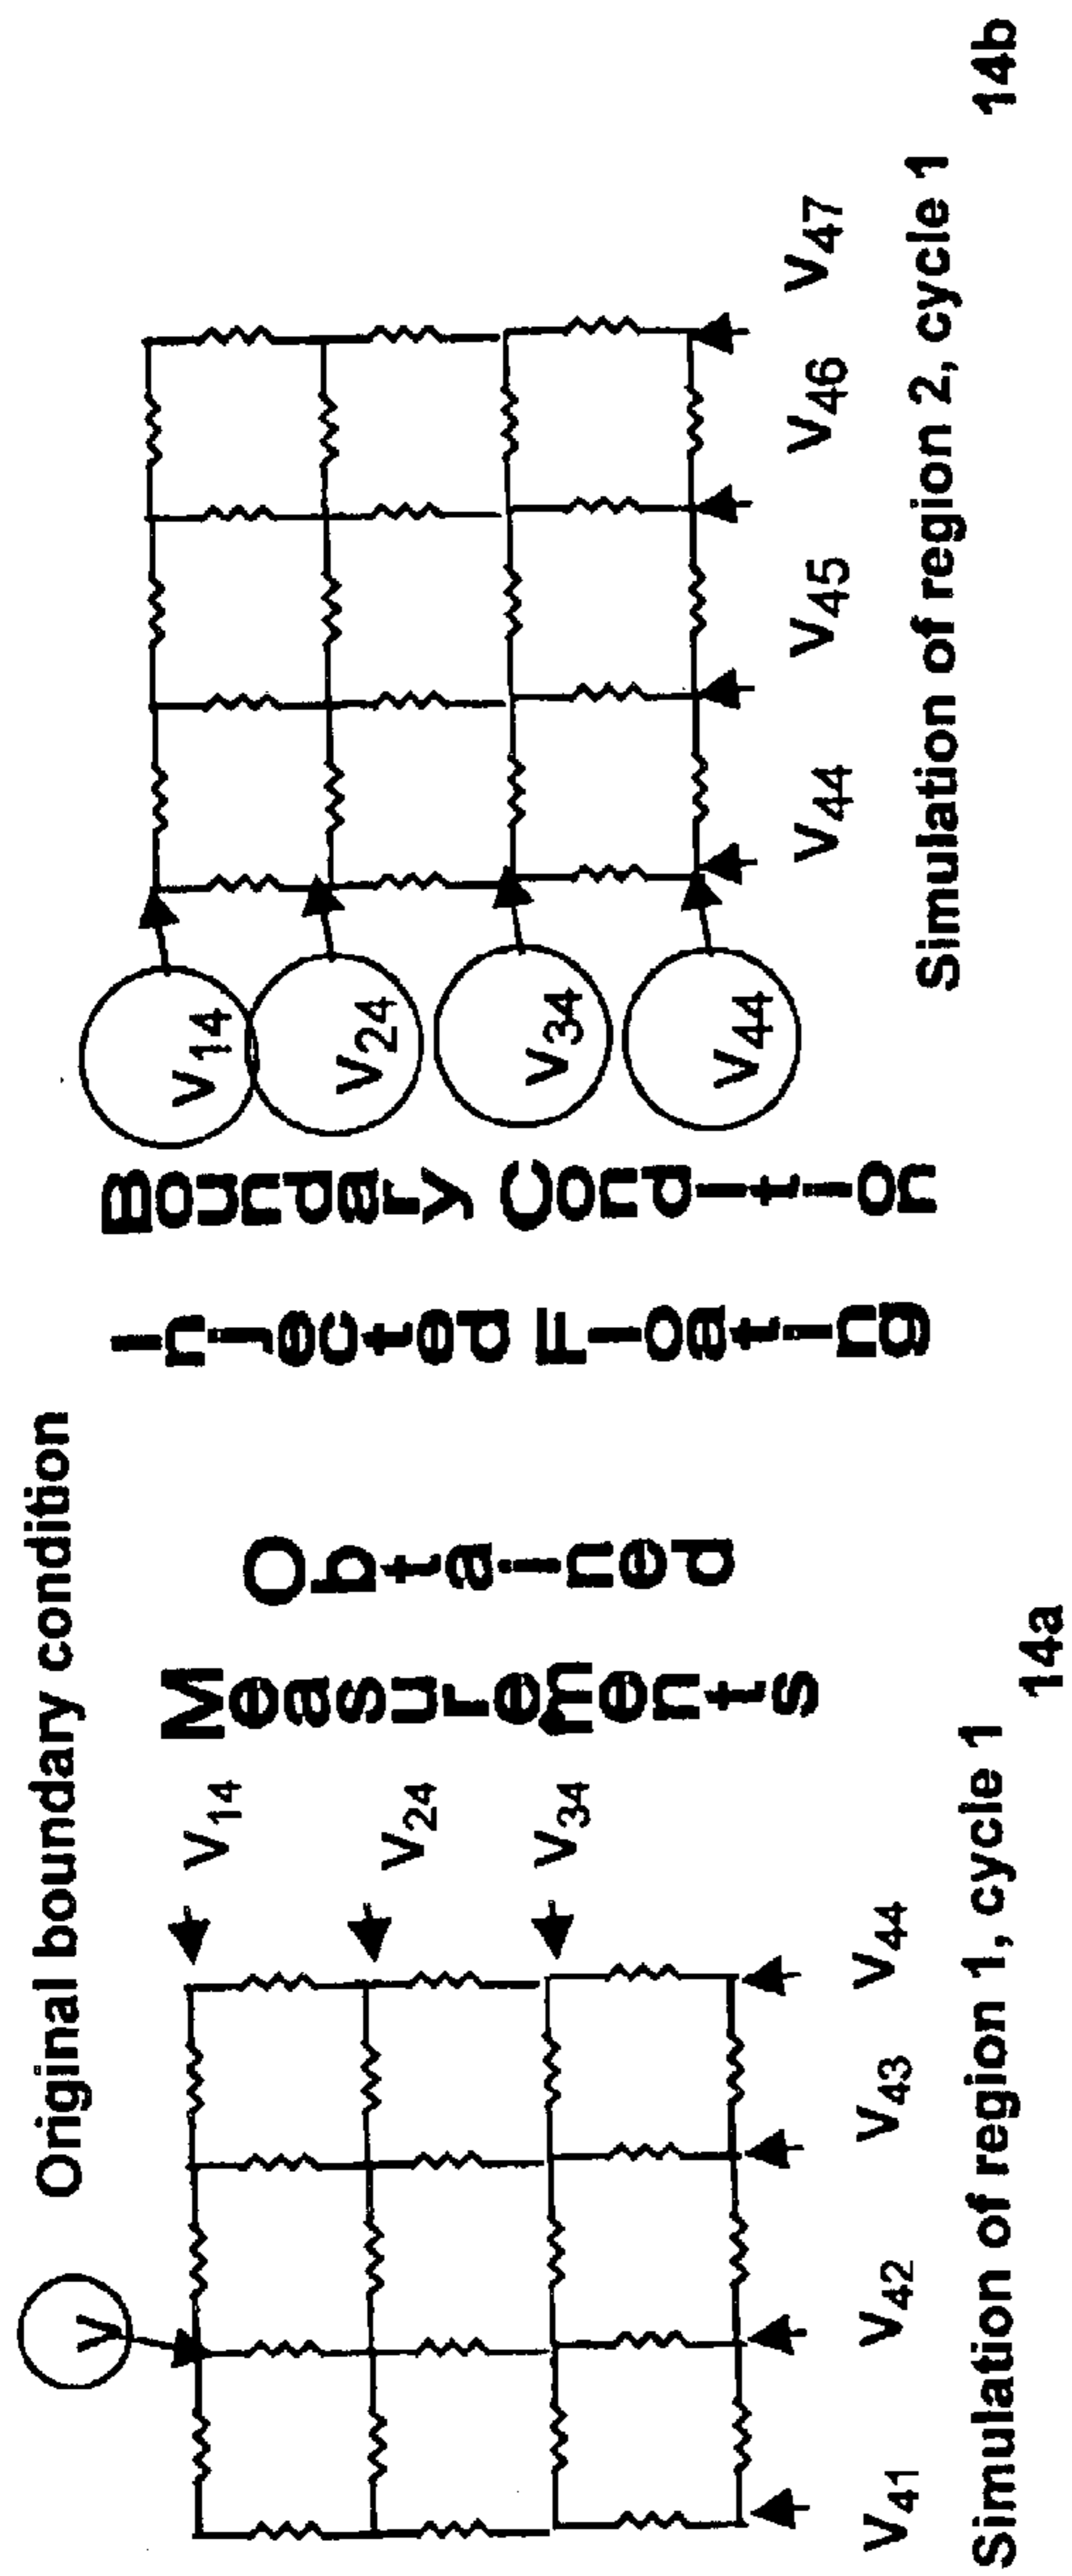 Original boundary condition
V
V14
V24
V34
V41 V42 V43 V44
Simulation of region 1, cycle 1
14a
Measurements
Obtained
Injected Floating
Boundary Condition
V14
V24
V34
V44
V44 V45 V46 V47
Simulation of region 2, cycle 1
14b